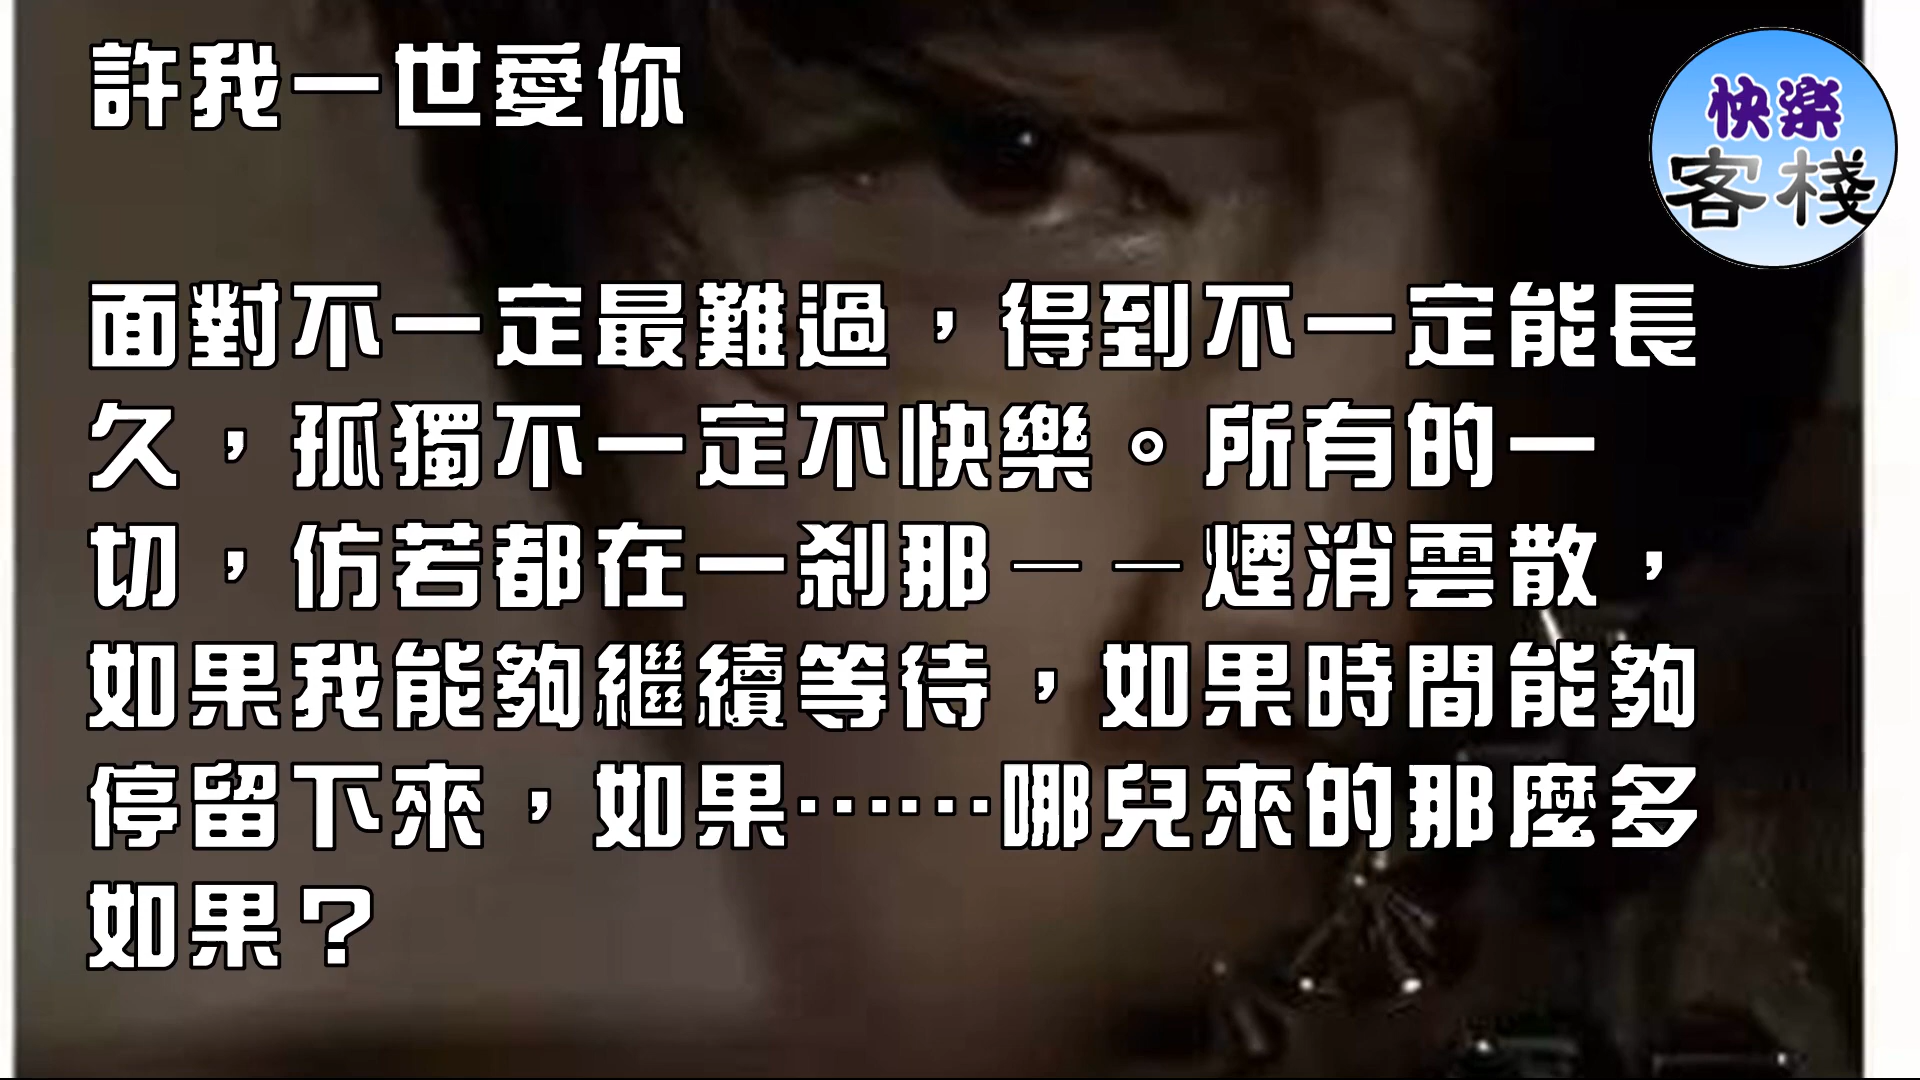 許我一世愛你
快樂
客棧
面對不一定最難過，得到不一定能長
久，孤獨不一定不快樂。所有的一
切，仿若都在一剎那——煙消雲散，
如果我能夠繼續等待，如果時間能夠
停留下來，如果……哪兒來的那麼多
如果？